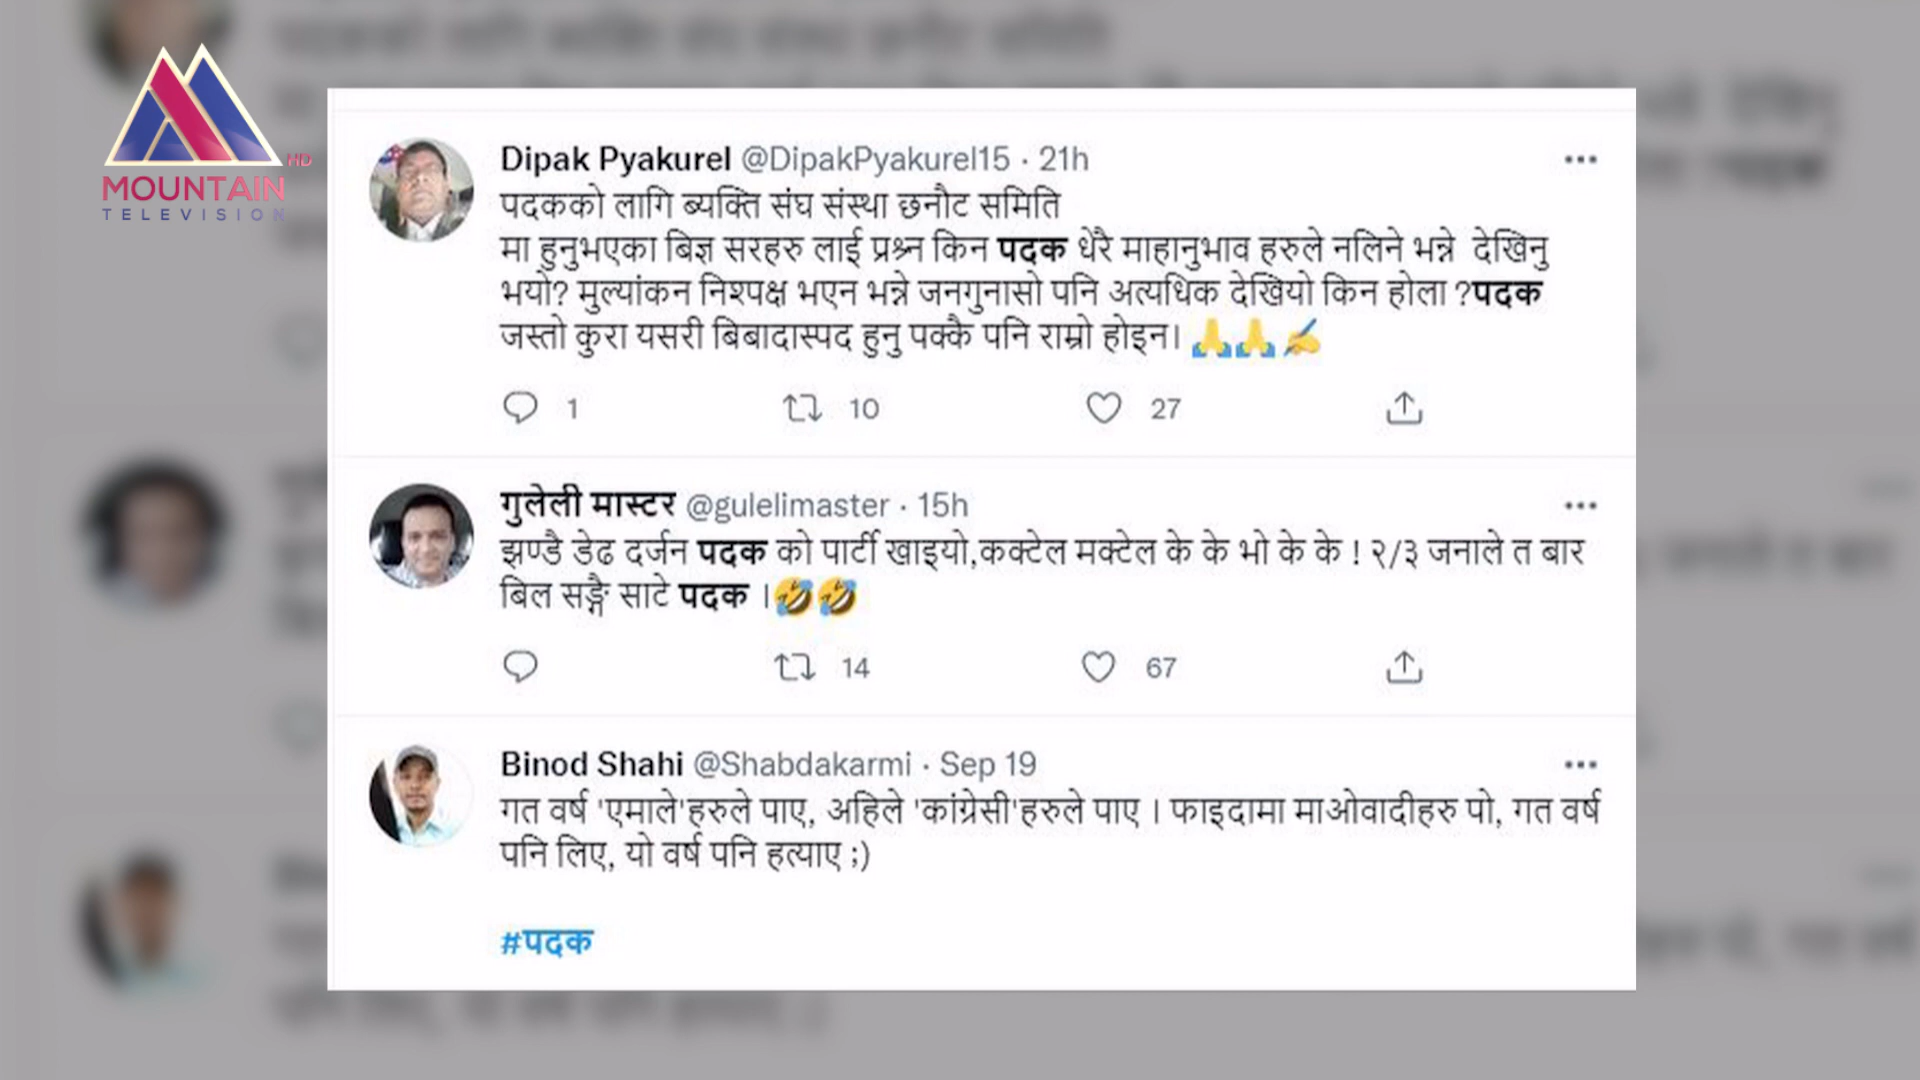 MOUNTAIN HD
TELEVISION
Dipak Pyakurel @DipakPyakurel15 · 21h
पदकको लागि ब्यक्ति संघ संस्था छनौट समिति
मा हुनुभएका बिज्ञ सरहरु लाई प्रश्न किन पदक धेरै माहानुभाव हरुले नलिने भन्ने देखिनु
भयो? मुल्यांकन निश्पक्ष भएन भन्ने जनगुनासो पनि अत्यधिक देखियो किन होला ?पदक
जस्तो कुरा यसरी बिबादास्पद हुनु पक्कै पनि राम्रो होइन। 🙏🙏✍️
1 10 27
गुलेली मास्टर @gulelimaster · 15h
झण्डै डेढ दर्जन पदक को पार्टी खाइयो,कक्टेल मक्टेल के के भो के के ! २/३ जनाले त बार
बिल सङ्गै साटे पदक ।🤣🤣
14 67
Binod Shahi @Shabdakarmi · Sep 19
गत वर्ष 'एमाले'हरुले पाए, अहिले 'कांग्रेसी'हरुले पाए । फाइदामा माओवादीहरु पो, गत वर्ष
पनि लिए, यो वर्ष पनि हत्याए ;)
#पदक